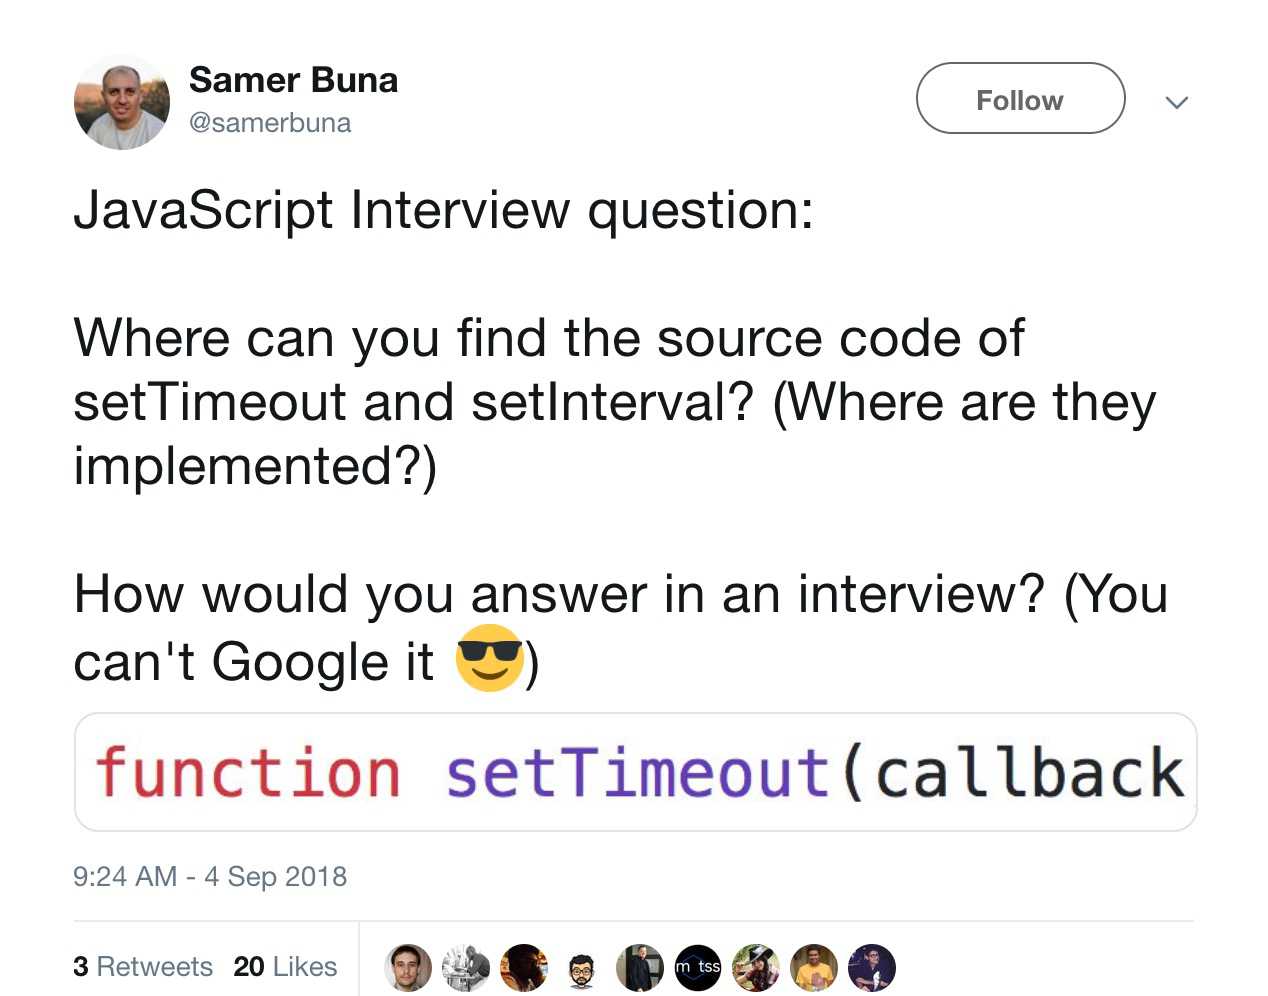 Samer Buna
@samerbuna
Follow
JavaScript Interview question:
Where can you find the source code of
setTimeout and setInterval? (Where are they
implemented?)
How would you answer in an interview? (You
can't Google it 😎)
function setTimeout(callback
9:24 AM - 4 Sep 2018
3 Retweets 20 Likes
m tss